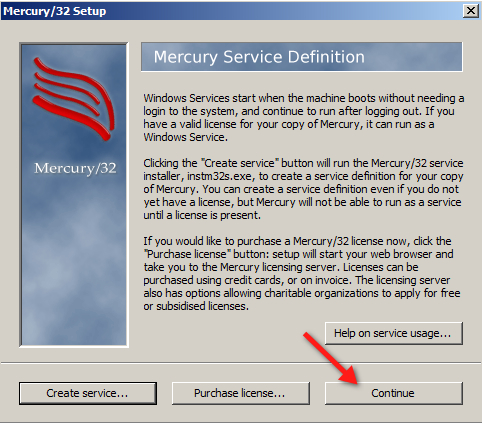 Mercury/32 Setup
Mercury Service Definition
Mercury/32
Windows Services start when the machine boots without needing a
login to the system, and continue to run after logging out. If you
have a valid license for your copy of Mercury, it can run as a
Windows Service.
Clicking the "Create service" button will run the Mercury/32 service
installer, instm32s.exe, to create a service definition for your copy
of Mercury. You can create a service definition even if you do not
yet have a license, but Mercury will not be able to run as a service
until a license is present.
If you would like to purchase a Mercury/32 license now, click the
"Purchase license" button: setup will start your web browser and
take you to the Mercury licensing server. Licenses can be
purchased using credit cards, or on invoice. The licensing server
also has options allowing charitable organizations to apply for free
or subsidised licenses.
Help on service usage...
Create service...
Purchase license...
Continue